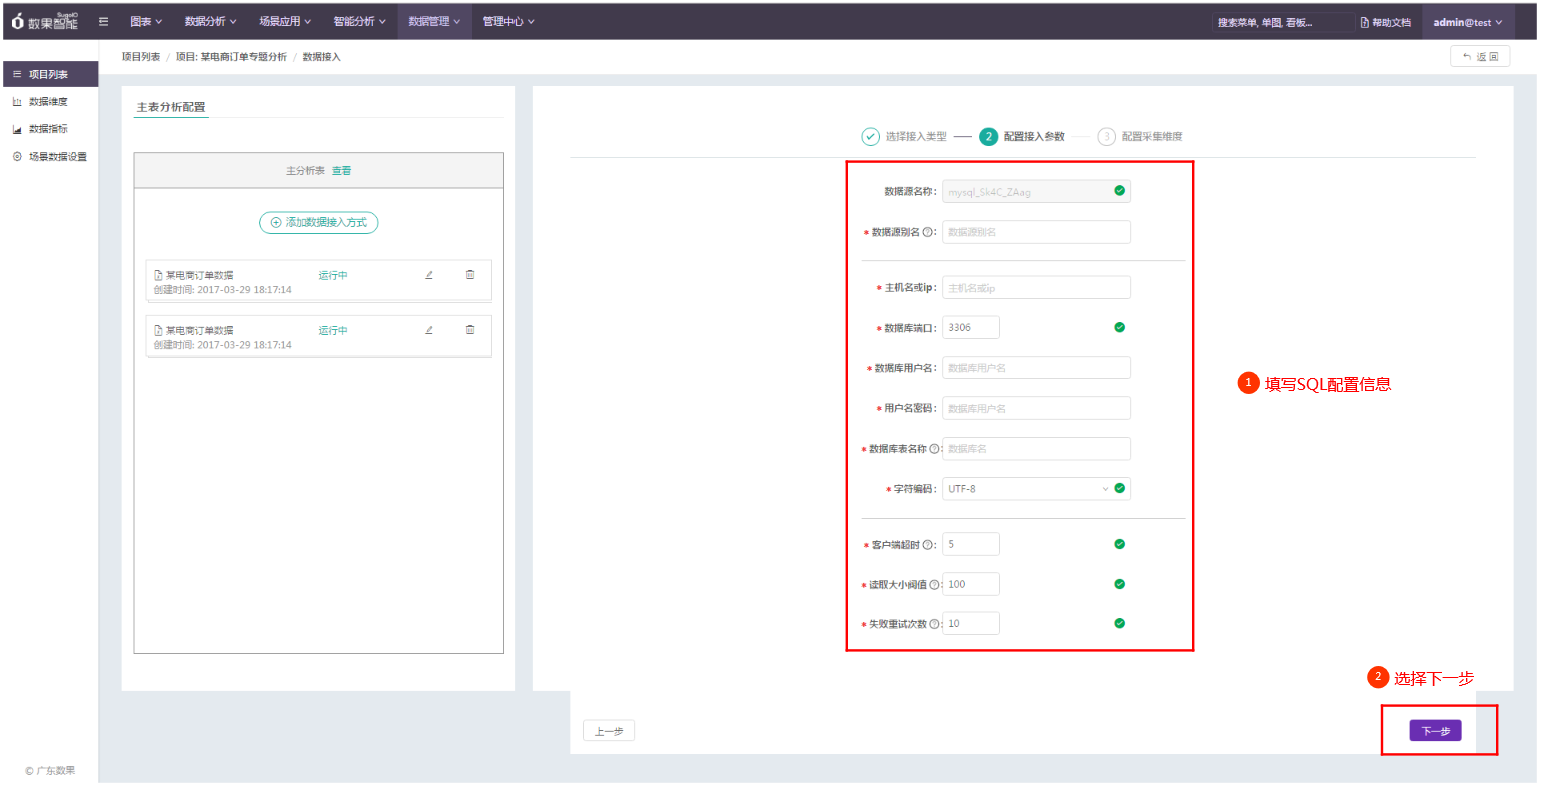 SugoIO
数果智能
图表
数据分析
场景应用
智能分析
数据管理
管理中心
搜索菜单, 单图, 看板...
帮助文档
admin@test
项目列表 / 项目: 某电商订单专题分析 / 数据接入
返回
项目列表
数据维度
数据指标
场景数据设置
主表分析配置
主分析表 查看
添加数据接入方式
某电商订单数据 运行中
创建时间: 2017-03-29 18:17:14
某电商订单数据 运行中
创建时间: 2017-03-29 18:17:14
选择接入类型
2 配置接入参数
3 配置采集维度
数据源名称: mysql_Sk4C_ZAag
* 数据源别名 ?: 数据源别名
* 主机名或ip: 主机名或ip
* 数据库端口: 3306
* 数据库用户名: 数据库用户名
* 用户名密码: 数据库用户名
* 数据库表名称 ?: 数据库名
* 字符编码: UTF-8
* 客户端超时 ?: 5
* 读取大小阀值 ?: 100
* 失败重试次数 ?: 10
1 填写SQL配置信息
2 选择下一步
上一步
下一步
© 广东数果